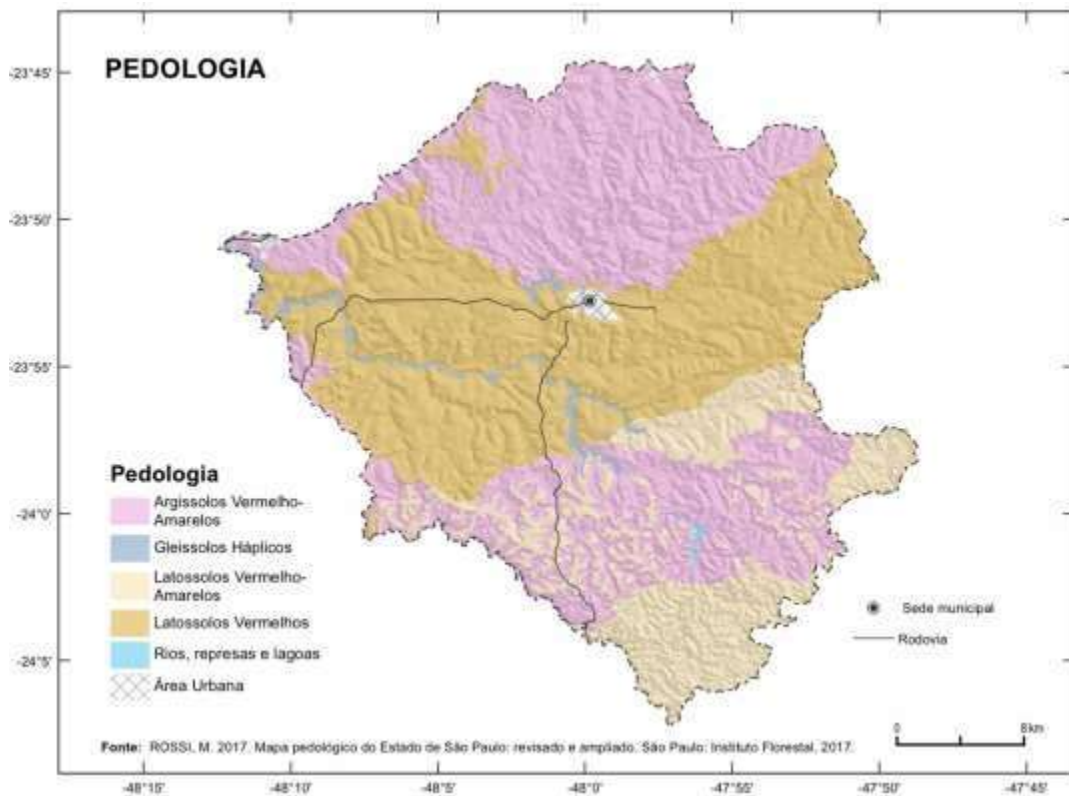 PEDOLOGIA
-23°45'
-23°50'
-23°55'
-24°0'
-24°5'
Pedologia
Argissolos Vermelho-
Amarelos
Gleissolos Háplicos
Latossolos Vermelho-
Amarelos
Latossolos Vermelhos
Rios, represas e lagoas
Área Urbana
Sede municipal
Rodovia
0 8km
Fonte: ROSSI, M. 2017. Mapa pedológico do Estado de São Paulo: revisado e ampliado. São Paulo: Instituto Florestal, 2017.
-48°15' -48°10' -48°5' -48°0' -47°55' -47°50' -47°45'